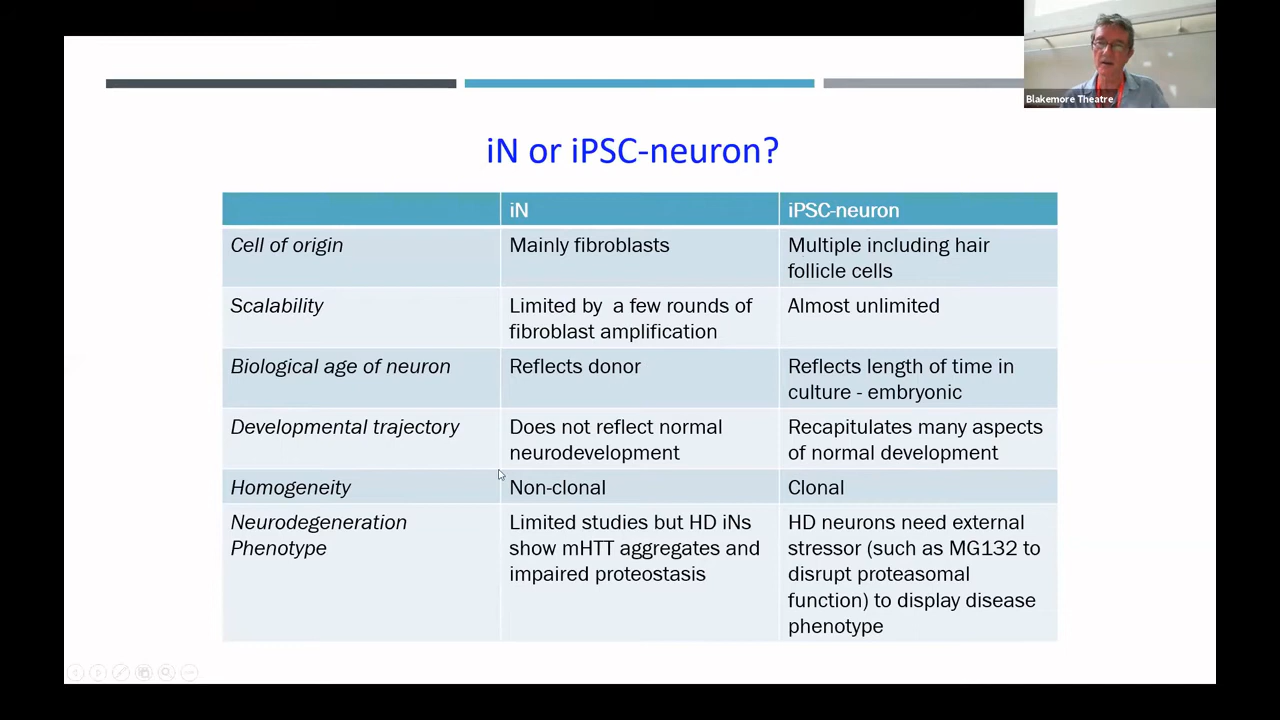 Blakemore Theatre
iN or iPSC-neuron?
iN
iPSC-neuron
Cell of origin
Mainly fibroblasts
Multiple including hair
follicle cells
Scalability
Limited by a few rounds of
fibroblast amplification
Almost unlimited
Biological age of neuron
Reflects donor
Reflects length of time in
culture - embryonic
Developmental trajectory
Does not reflect normal
neurodevelopment
Recapitulates many aspects
of normal development
Homogeneity
Non-clonal
Clonal
Neurodegeneration
Phenotype
Limited studies but HD iNs
show mHTT aggregates and
impaired proteostasis
HD neurons need external
stressor (such as MG132 to
disrupt proteasomal
function) to display disease
phenotype